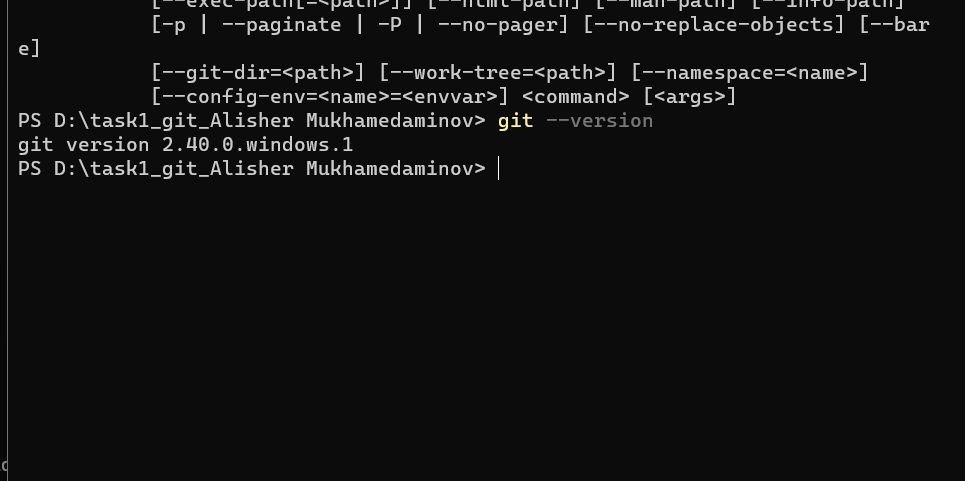 [--exec-path[=<path>]] [--html-path] [--man-path] [--info-path]
[-p | --paginate | -P | --no-pager] [--no-replace-objects] [--bar
e]
[--git-dir=<path>] [--work-tree=<path>] [--namespace=<name>]
[--config-env=<name>=<envvar>] <command> [<args>]
PS D:\task1_git_Alisher Mukhamedaminov> git --version
git version 2.40.0.windows.1
PS D:\task1_git_Alisher Mukhamedaminov>